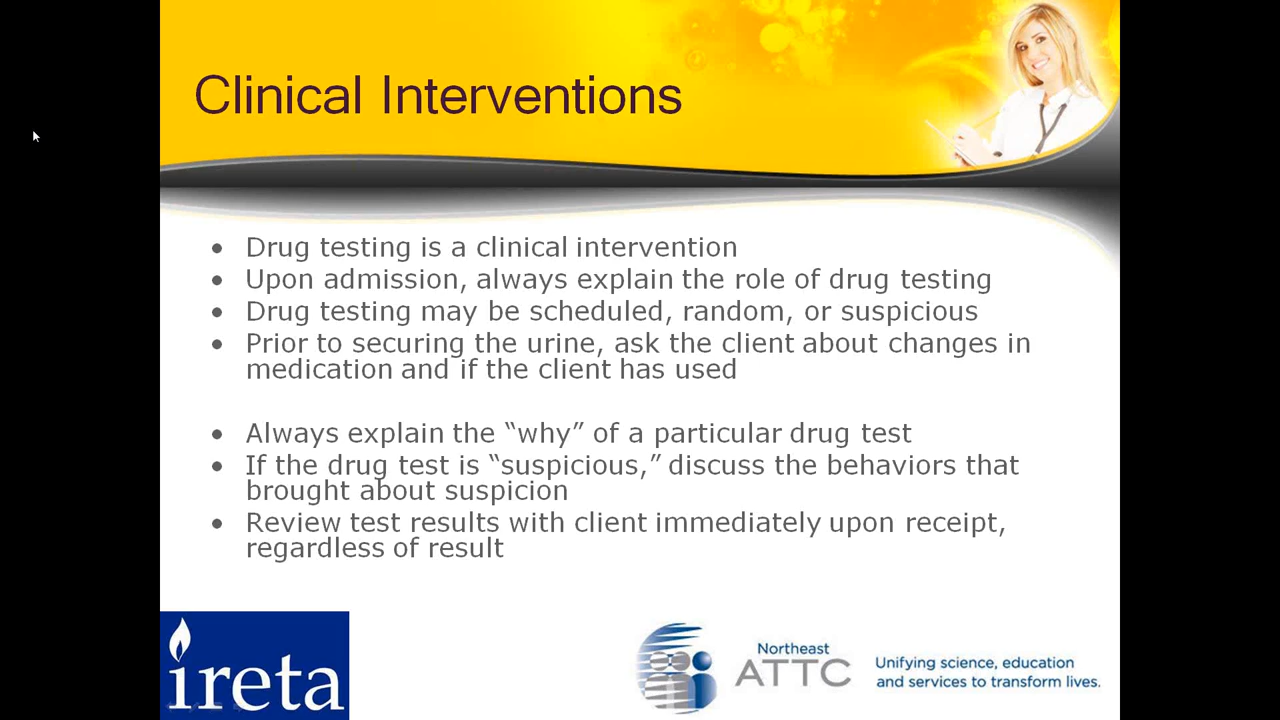 Clinical Interventions
• Drug testing is a clinical intervention
• Upon admission, always explain the role of drug testing
• Drug testing may be scheduled, random, or suspicious
• Prior to securing the urine, ask the client about changes in
medication and if the client has used
• Always explain the “why” of a particular drug test
• If the drug test is “suspicious,” discuss the behaviors that
brought about suspicion
• Review test results with client immediately upon receipt,
regardless of result
ireta
Northeast
ATTC
Unifying science, education
and services to transform lives.